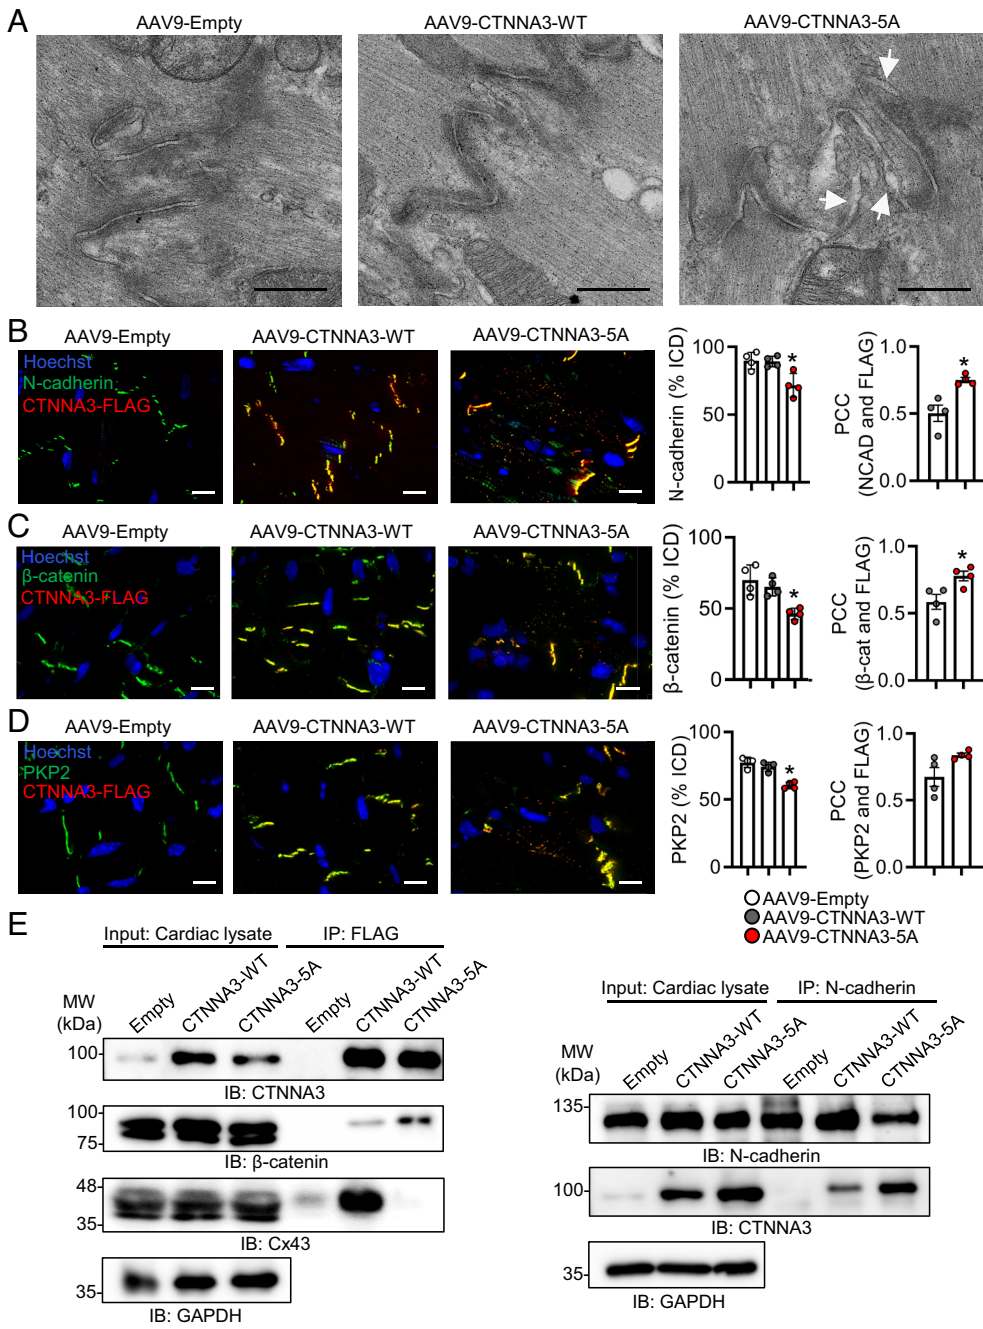 A
AAV9-Empty
AAV9-CTNNA3-WT
AAV9-CTNNA3-5A
B
AAV9-Empty
AAV9-CTNNA3-WT
AAV9-CTNNA3-5A
Hoechst
N-cadherin
CTNNA3-FLAG
N-cadherin (% ICD)
100
50
0
*
PCC
(NCAD and FLAG)
1.0
0.5
0.0
*
C
AAV9-Empty
AAV9-CTNNA3-WT
AAV9-CTNNA3-5A
Hoechst
β-catenin
CTNNA3-FLAG
β-catenin (% ICD)
100
50
0
*
PCC
(β-cat and FLAG)
1.0
0.5
0.0
*
D
AAV9-Empty
AAV9-CTNNA3-WT
AAV9-CTNNA3-5A
Hoechst
PKP2
CTNNA3-FLAG
PKP2 (% ICD)
100
50
0
*
PCC
(PKP2 and FLAG)
1.0
0.5
0.0
AAV9-Empty
AAV9-CTNNA3-WT
AAV9-CTNNA3-5A
E
Input: Cardiac lysate
IP: FLAG
MW
(kDa)
Empty
CTNNA3-WT
CTNNA3-5A
Empty
CTNNA3-WT
CTNNA3-5A
100
IB: CTNNA3
100
75
IB: β-catenin
48
35
IB: Cx43
35
IB: GAPDH
Input: Cardiac lysate
IP: N-cadherin
MW
(kDa)
Empty
CTNNA3-WT
CTNNA3-5A
Empty
CTNNA3-WT
CTNNA3-5A
135
IB: N-cadherin
100
IB: CTNNA3
35
IB: GAPDH